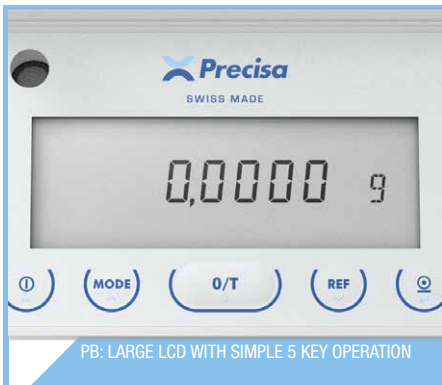 Precisa
SWISS MADE
0,0000 g
MODE
0/T
REF
PB: LARGE LCD WITH SIMPLE 5 KEY OPERATION